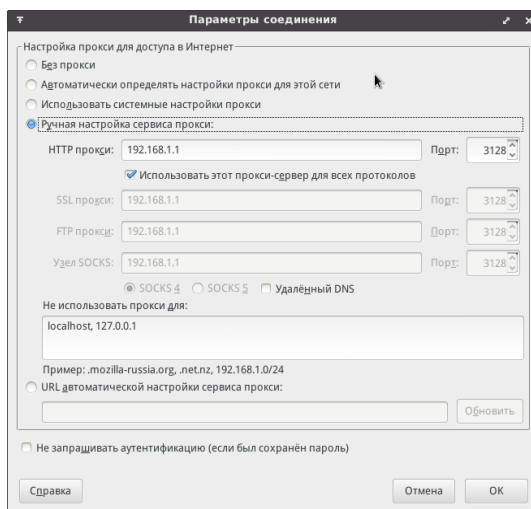 Параметры соединения
Настройка прокси для доступа в Интернет
Без прокси
Автоматически определять настройки прокси для этой сети
Использовать системные настройки прокси
Ручная настройка сервиса прокси:
HTTP прокси: 192.168.1.1 Порт: 3128
Использовать этот прокси-сервер для всех протоколов
SSL прокси: 192.168.1.1 Порт: 3128
FTP прокси: 192.168.1.1 Порт: 3128
Узел SOCKS: 192.168.1.1 Порт: 3128
SOCKS 4 SOCKS 5 Удалённый DNS
Не использовать прокси для:
localhost, 127.0.0.1
Пример: .mozilla-russia.org, .net.nz, 192.168.1.0/24
URL автоматической настройки сервиса прокси:
Обновить
Не запрашивать аутентификацию (если был сохранён пароль)
Справка Отмена OK